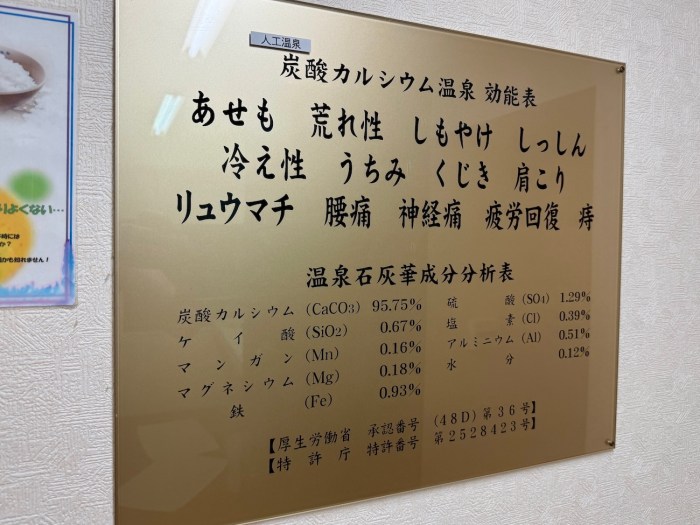 人工温泉
炭酸カルシウム温泉 効能表
あせも 荒れ性 しもやけ しっしん
冷え性 うちみ くじき 肩こり
リュウマチ 腰痛 神経痛 疲労回復 痔
温泉石灰華成分分析表
炭酸カルシウム (CaCO3) 95.75% 硫酸 (SO4) 1.29%
ケイ酸 (SiO2) 0.67% 塩素 (Cl) 0.39%
マンガン (Mn) 0.16% アルミニウム (Al) 0.51%
マグネシウム (Mg) 0.18% 水分 0.12%
鉄 (Fe) 0.93%
【厚生労働省 承認番号 (48D)第36号】
【特許庁 特許番号 第2528423号】
りよくない…